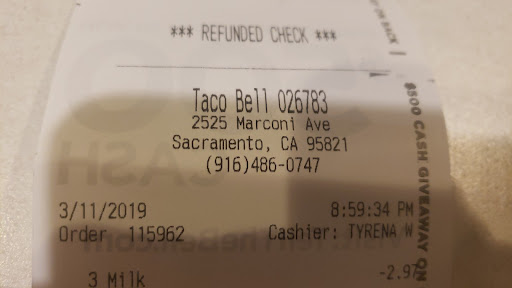 *** REFUNDED CHECK ***
Taco Bell 026783
2525 Marconi Ave
Sacramento, CA 95821
(916)486-0747
3/11/2019 8:59:34 PM
Order 115962 Cashier: TYRENA W
3 Milk -2.97
$500 CASH GIVEAWAY ON